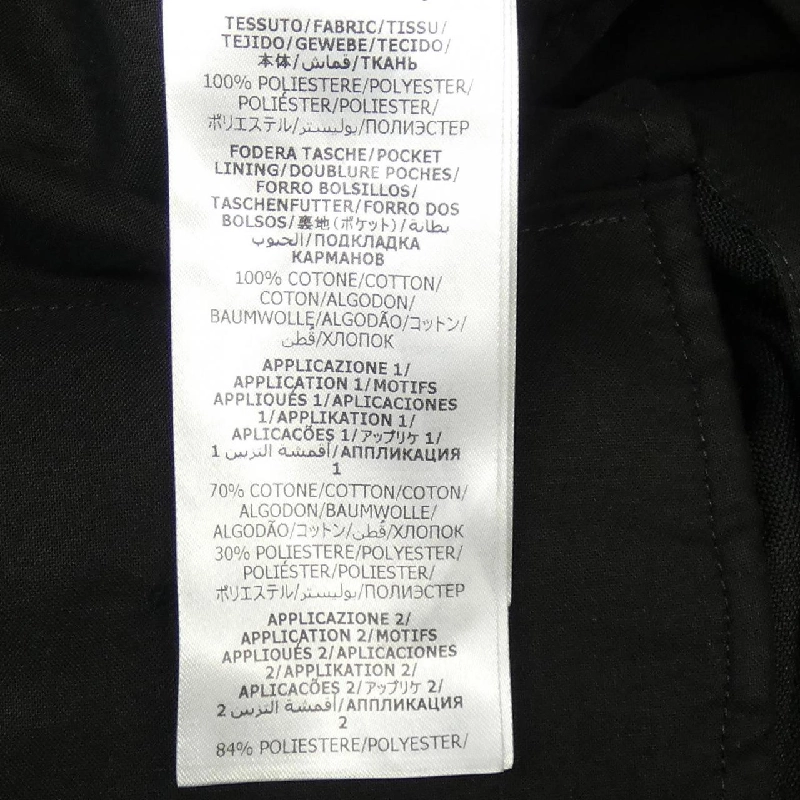 TESSUTO/FABRIC/TISSU/
TEJIDO/GEWEBE/TECIDO/
本体/قماش/ТКАНЬ
100% POLIESTERE/POLYESTER/
POLIÉSTER/POLIESTER/
ポリエステル/بوليستر/ПОЛИЭСТЕР
FODERA TASCHE/POCKET
LINING/DOUBLURE POCHES/
FORRO BOLSILLOS/
TASCHENFUTTER/FORRO DOS
BOLSOS/裏地(ポケット)/بطانة
الجيوب/ПОДКЛАДКА
КАРМАНОВ
100% COTONE/COTTON/
COTON/ALGODON/
BAUMWOLLE/ALGODÃO/コットン/
قُطن/ХЛОПОК
APPLICAZIONE 1/
APPLICATION 1/MOTIFS
APPLIQUÉS 1/APLICACIONES
1/APPLIKATION 1/
APLICACÕES 1/アップリケ 1/
أقمشة التزيين 1/АППЛИКАЦИЯ
1
70% COTONE/COTTON/COTON/
ALGODON/BAUMWOLLE/
ALGODÃO/コットン/قُطن/ХЛОПОК
30% POLIESTERE/POLYESTER/
POLIÉSTER/POLIESTER/
ポリエステル/بوليستر/ПОЛИЭСТЕР
APPLICAZIONE 2/
APPLICATION 2/MOTIFS
APPLIQUÉS 2/APLICACIONES
2/APPLIKATION 2/
APLICACÕES 2/アップリケ 2/
أقمشة التزيين 2/АППЛИКАЦИЯ
2
84% POLIESTERE/POLYESTER/